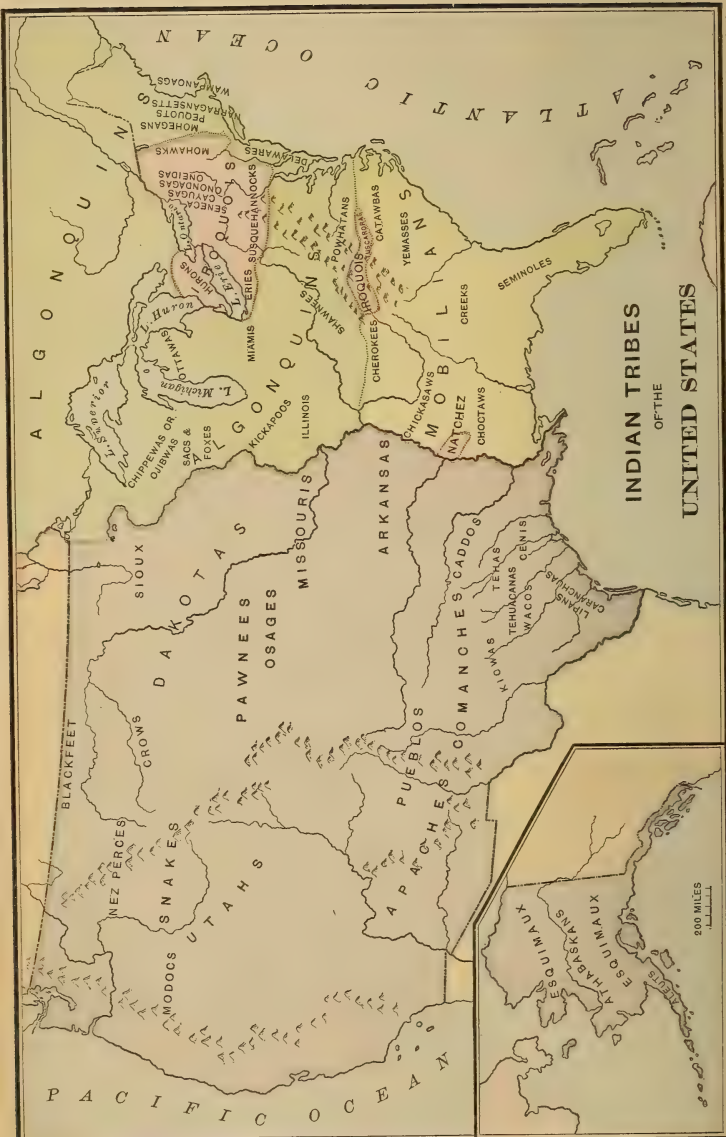 INDIAN TRIBES
OF THE
UNITED STATES
PACIFIC OCEAN
ATLANTIC OCEAN
ALGONQUIN
BLACKFEET
NEZ PERCES
CROWS
SNAKES
MODOCS
UTAHS
DAKOTAS
SIOUX
PAWNEES
OSAGES
MISSOURIS
ARKANSAS
PUEBLOS
APACHES
COMANCHES
CADDOS
KIOWAS
TEHAS
CENIS
TEHUACANAS
WACOS
LIPANS
CARANCHUAS
L. Superior
L. Michigan
L. Huron
L. Erie
L. Ontario
CHIPPEWAS OR
OJIBWAS
SACS &
FOXES
OTTAWAS
ALGONQUINS
KICKAPOOS
ILLINOIS
MIAMIS
SHAWNEES
HURONS
ERIES
IROQUOIS
SENECA
CAYUGAS
ONONDAGAS
ONEIDAS
MOHAWKS
SUSQUEHANNOCKS
DELAWARES
MOHEGANS
PEQUOTS
NARRAGANSETTS
WAMPANOAGS
POWHATANS
IROQUOIS
TUSCARORAS
CHEROKEES
CATAWBAS
YEMASSES
CREEKS
SEMINOLES
MOBILIANS
CHICKASAWS
NATCHEZ
CHOCTAWS
ESQUIMAUX
ATHABASKANS
ESQUIMAUX
ALEUTS
200 MILES